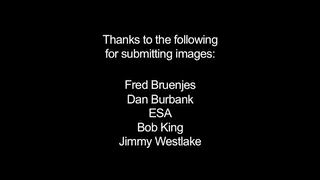 Thanks to the following
for submitting images:
Fred Bruenjes
Dan Burbank
ESA
Bob King
Jimmy Westlake